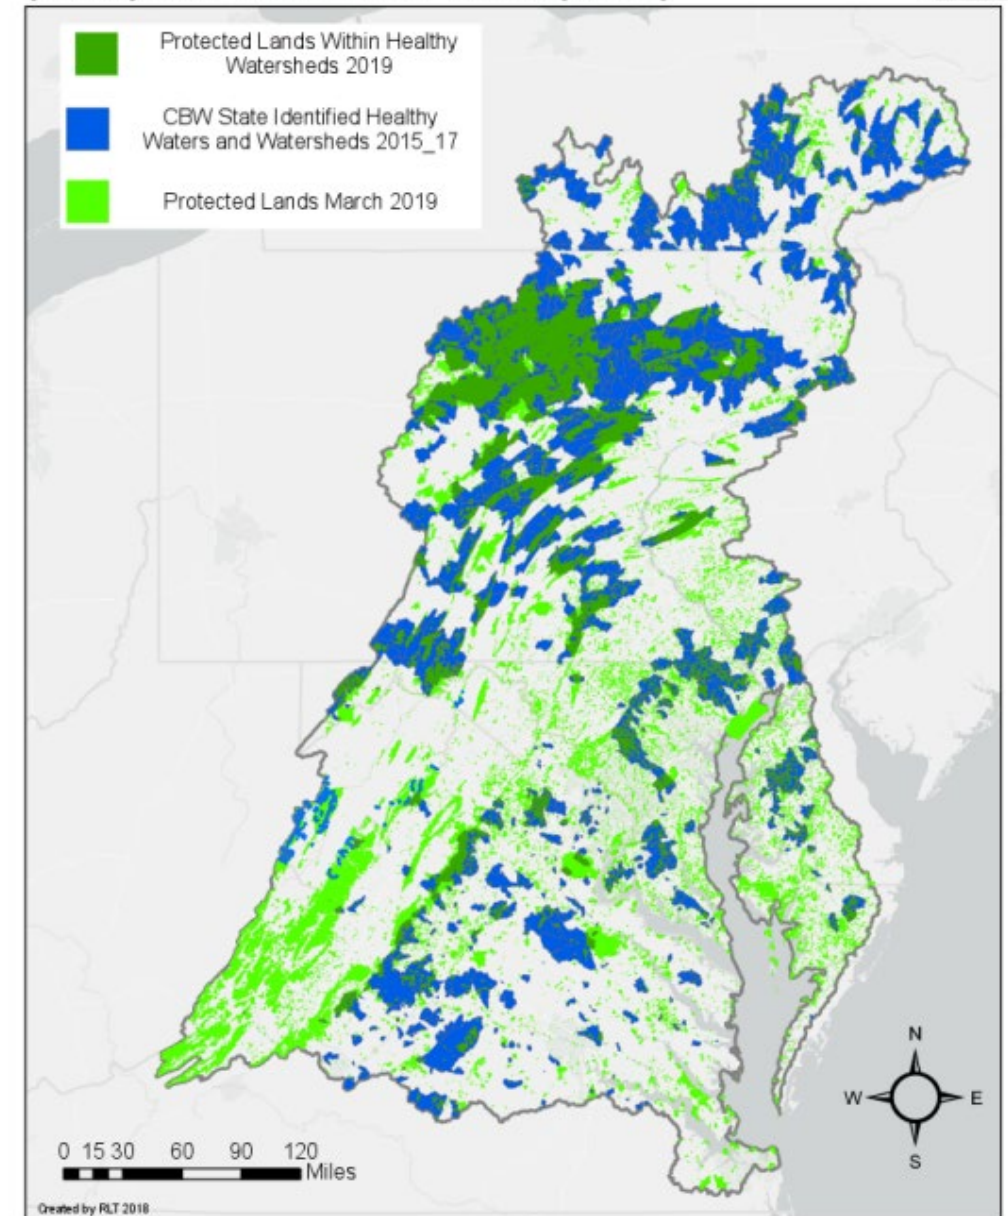 Protected Lands Within Healthy
Watersheds 2019
CBW State Identified Healthy
Waters and Watersheds 2015_17
Protected Lands March 2019
N
W
E
S
0 15 30 60 90 120
Miles
Created by RLT 2018